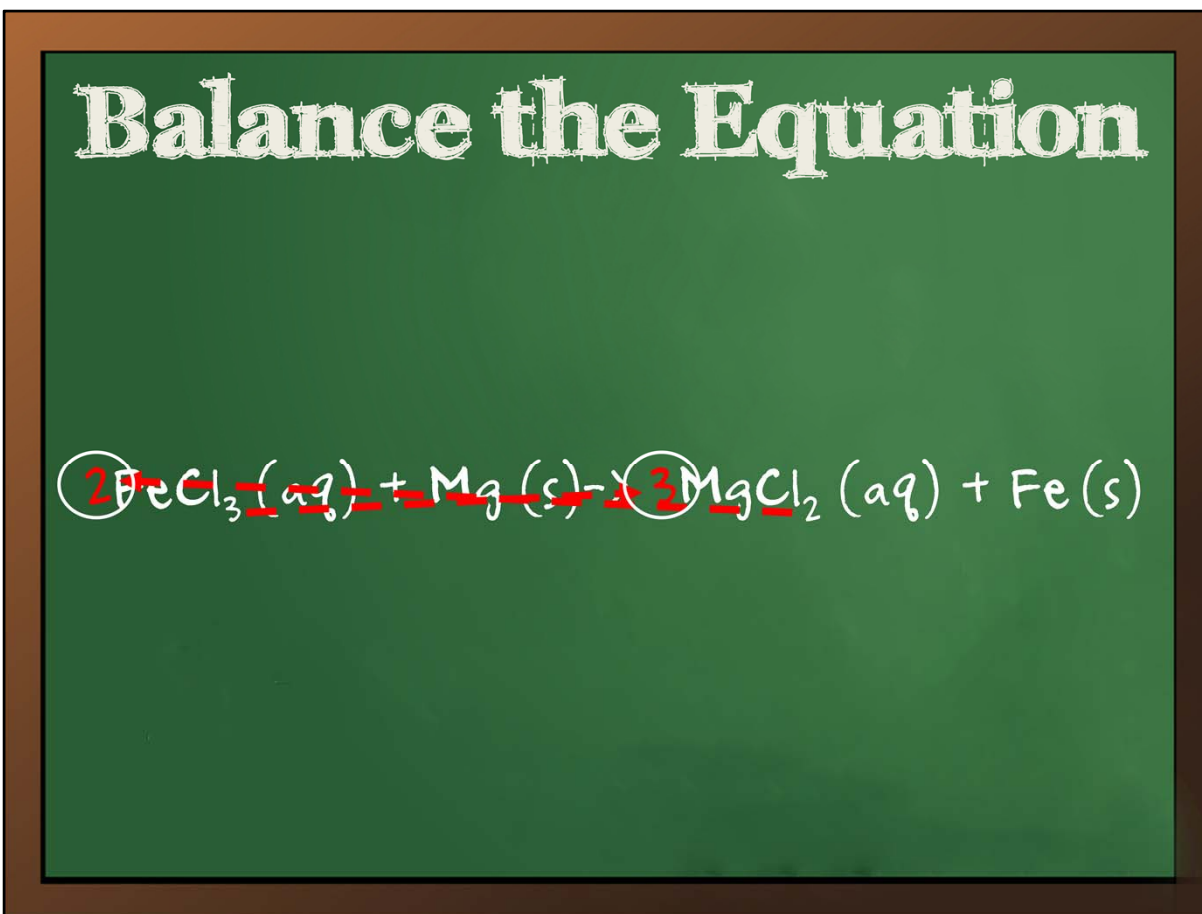 Balance the Equation
2FeCl₃ (aq) + Mg (s) -> 3MgCl₂ (aq) + Fe (s)